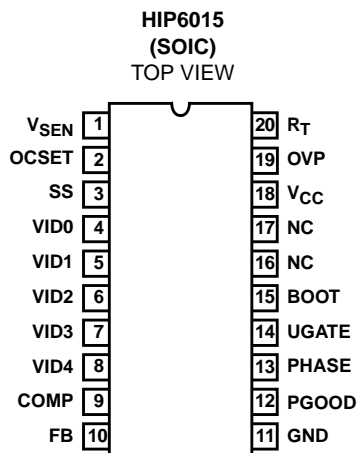 HIP6015
(SOIC)
TOP VIEW
VSEN 1 20 RT
OCSET 2 19 OVP
SS 3 18 VCC
VID0 4 17 NC
VID1 5 16 NC
VID2 6 15 BOOT
VID3 7 14 UGATE
VID4 8 13 PHASE
COMP 9 12 PGOOD
FB 10 11 GND